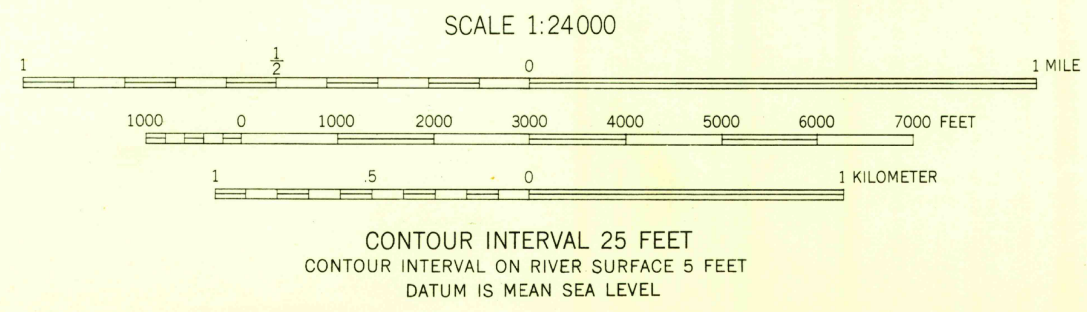 SCALE 1:24000
1 1/2 0 1 MILE
1000 0 1000 2000 3000 4000 5000 6000 7000 FEET
1 .5 0 1 KILOMETER
CONTOUR INTERVAL 25 FEET
CONTOUR INTERVAL ON RIVER SURFACE 5 FEET
DATUM IS MEAN SEA LEVEL